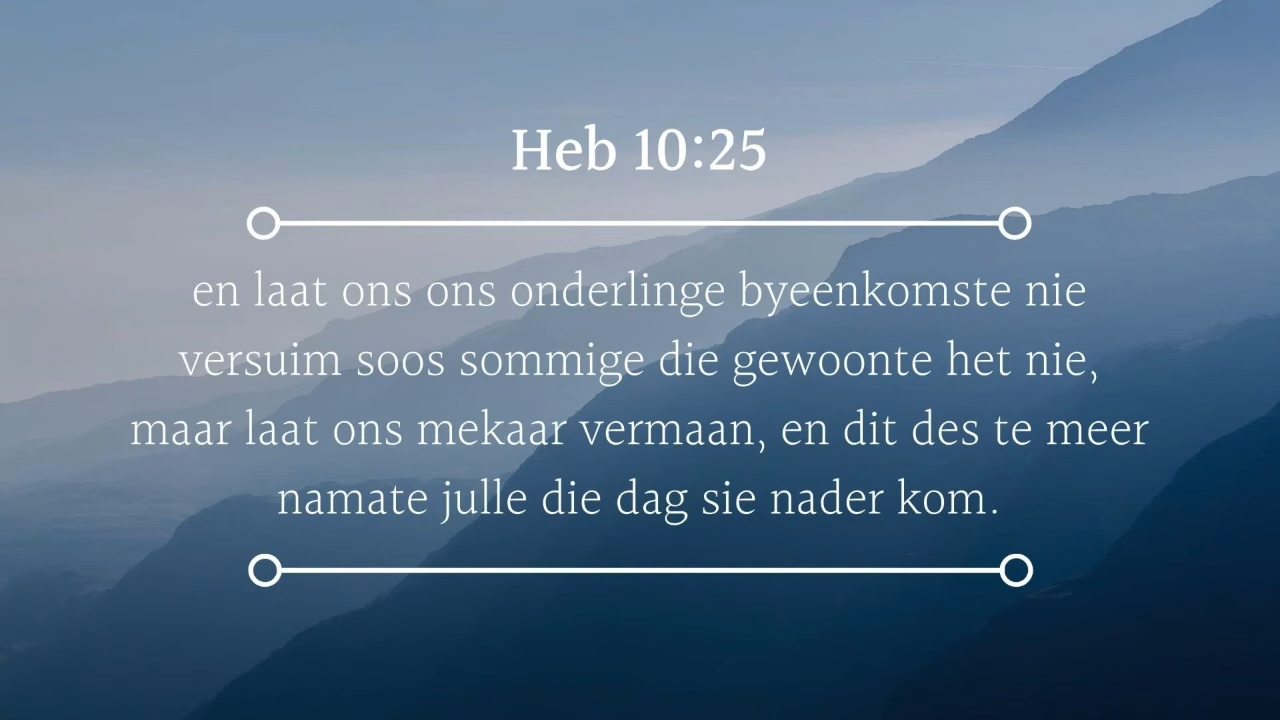 Heb 10:25
en laat ons ons onderlinge byeenkomste nie
versuim soos sommige die gewoonte het nie,
maar laat ons mekaar vermaan, en dit des te meer
namate julle die dag sie nader kom.